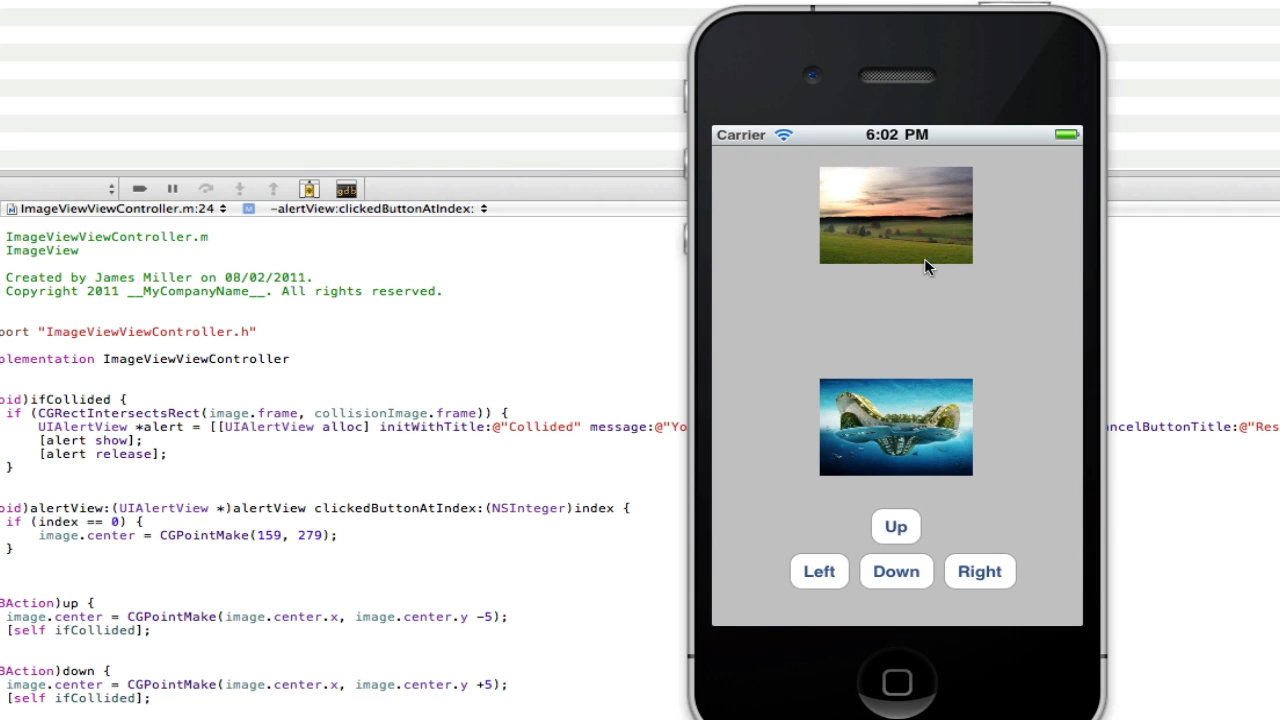 Carrier 6:02 PM
gdb
ImageViewViewController.m:24 M -alertView:clickedButtonAtIndex:
ImageViewViewController.m
ImageView
Created by James Miller on 08/02/2011.
Copyright 2011 __MyCompanyName__. All rights reserved.
port "ImageViewViewController.h"
plementation ImageViewViewController
oid)ifCollided {
if (CGRectIntersectsRect(image.frame, collisionImage.frame)) {
UIAlertView *alert = [[UIAlertView alloc] initWithTitle:@"Collided" message:@"Yo ncelButtonTitle:@"Res
[alert show];
[alert release];
}
oid)alertView:(UIAlertView *)alertView clickedButtonAtIndex:(NSInteger)index {
if (index == 0) {
image.center = CGPointMake(159, 279);
}
BAction)up {
image.center = CGPointMake(image.center.x, image.center.y -5);
[self ifCollided];
BAction)down {
image.center = CGPointMake(image.center.x, image.center.y +5);
[self ifCollided];
Up
Left Down Right